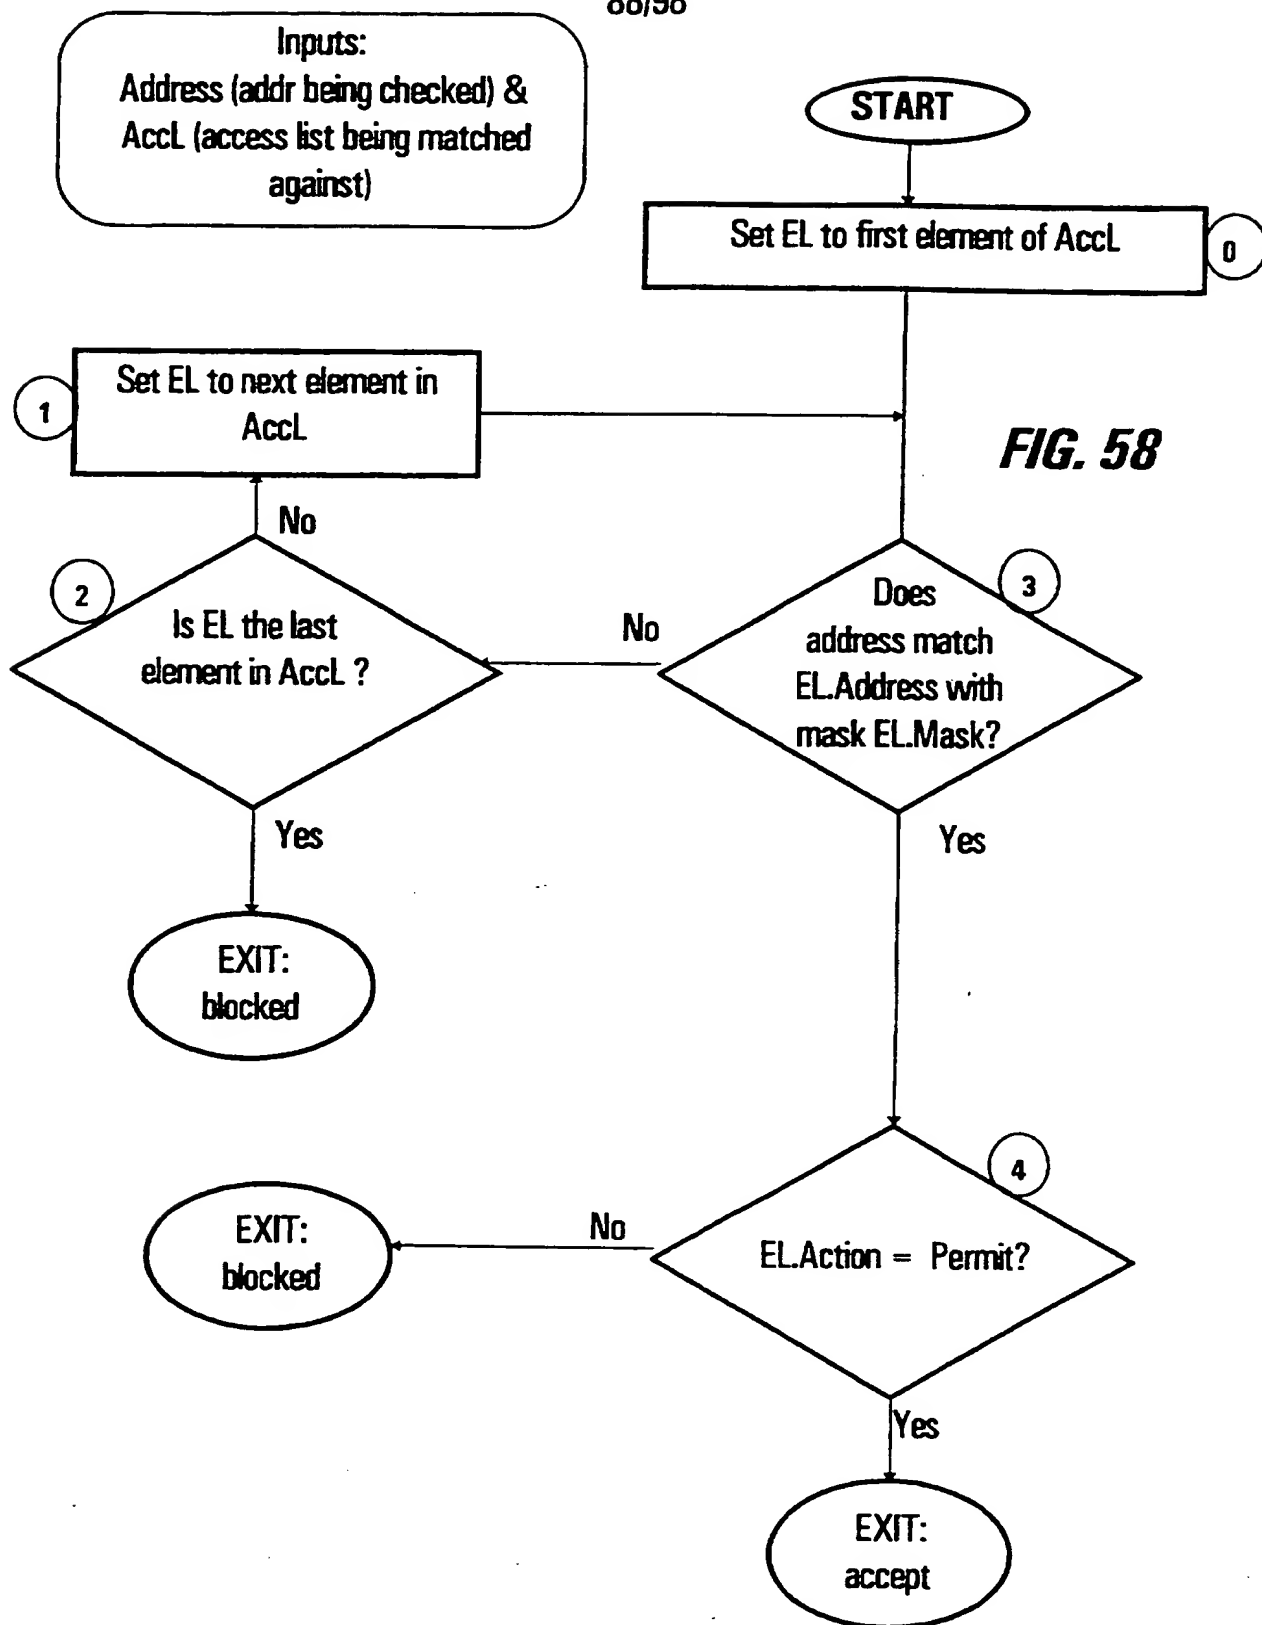 Inputs:
Address (addr being checked) &
AccL (access list being matched
against)
START
Set EL to first element of AccL
0
Set EL to next element in
AccL
1
FIG. 58
No
2
Is EL the last
element in AccL ?
No
Does
address match
EL.Address with
mask EL.Mask?
3
Yes
Yes
EXIT:
blocked
4
EXIT:
blocked
No
EL.Action = Permit?
Yes
EXIT:
accept